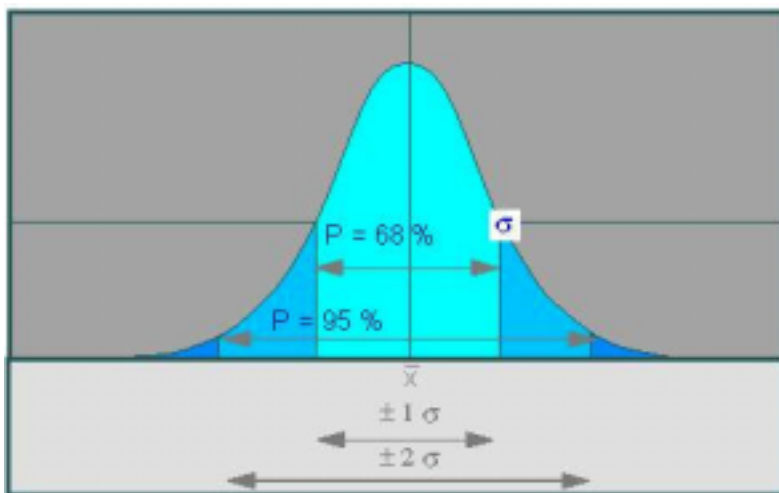 σ
P = 68 %
P = 95 %
x̄
± 1 σ
± 2 σ